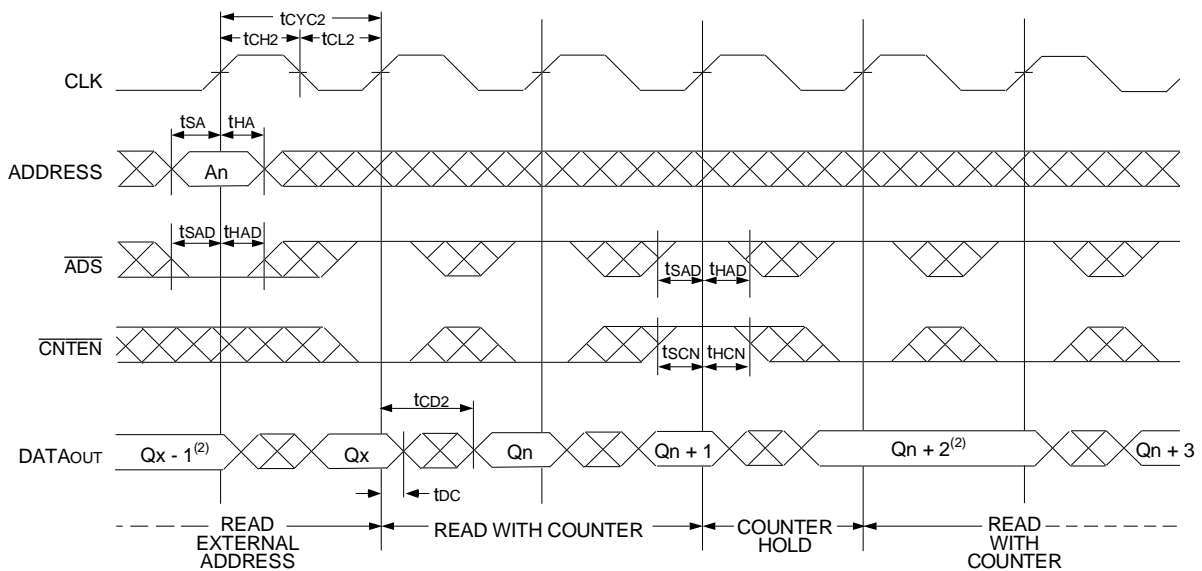 tCYC2
tCH2 tCL2
CLK
tSA tHA
ADDRESS An
tSAD tHAD
ADS
tSAD tHAD
CNTEN
tSCN tHCN
tCD2
DATAOUT Qx - 1(2) Qx Qn Qn + 1 Qn + 2(2) Qn + 3
tDC
READ EXTERNAL ADDRESS
READ WITH COUNTER
COUNTER HOLD
READ WITH COUNTER